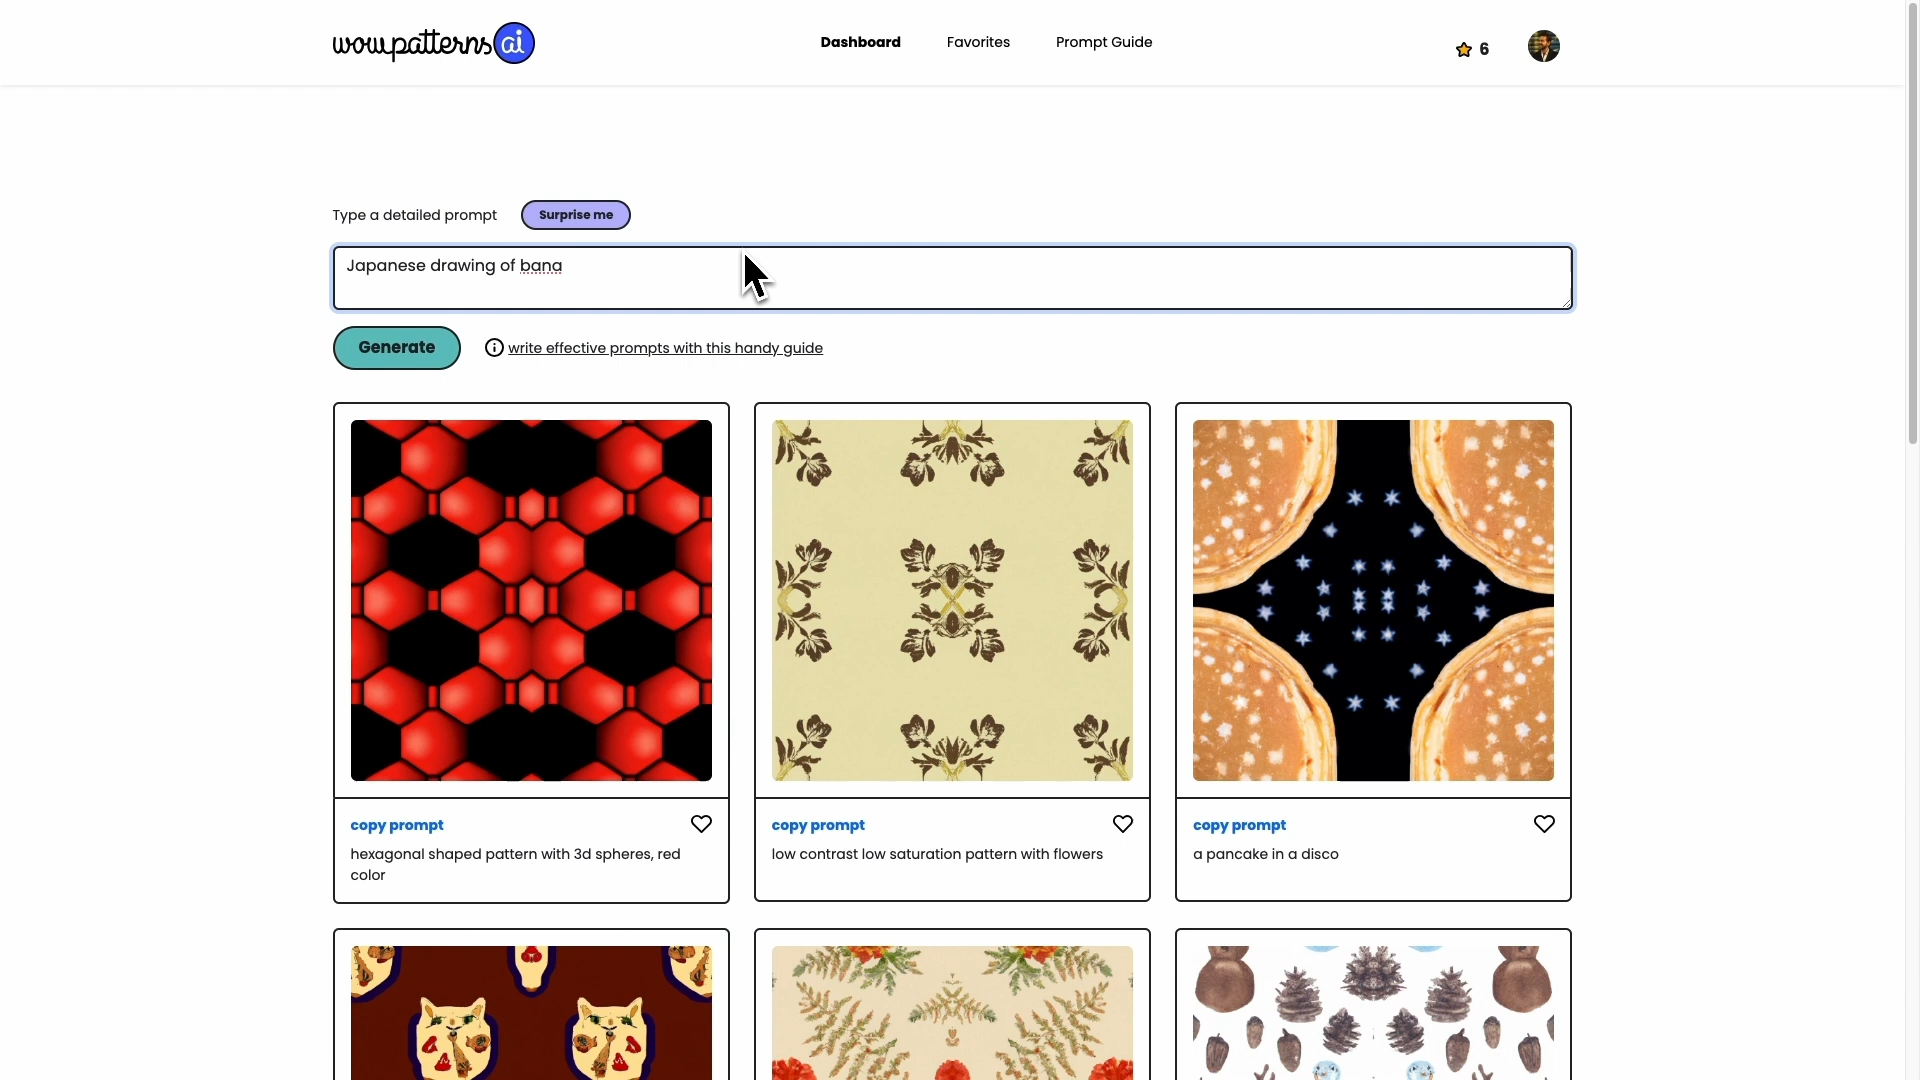 wowpatterns ai
Dashboard
Favorites
Prompt Guide
6
Type a detailed prompt
Surprise me
Japanese drawing of bana
Generate
write effective prompts with this handy guide
copy prompt
hexagonal shaped pattern with 3d spheres, red
color
copy prompt
low contrast low saturation pattern with flowers
copy prompt
a pancake in a disco